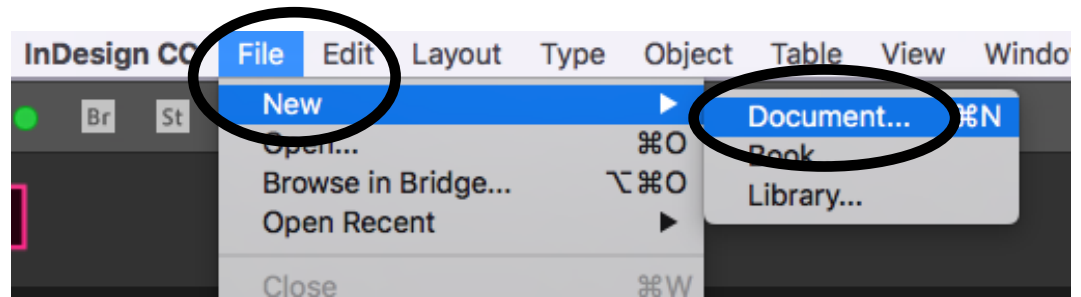 InDesign CC File Edit Layout Type Object Table View Windo
Br St
New
Document... ⌘N
Open... ⌘O
Book
Browse in Bridge... ⌥⌘O
Library...
Open Recent
Close ⌘W